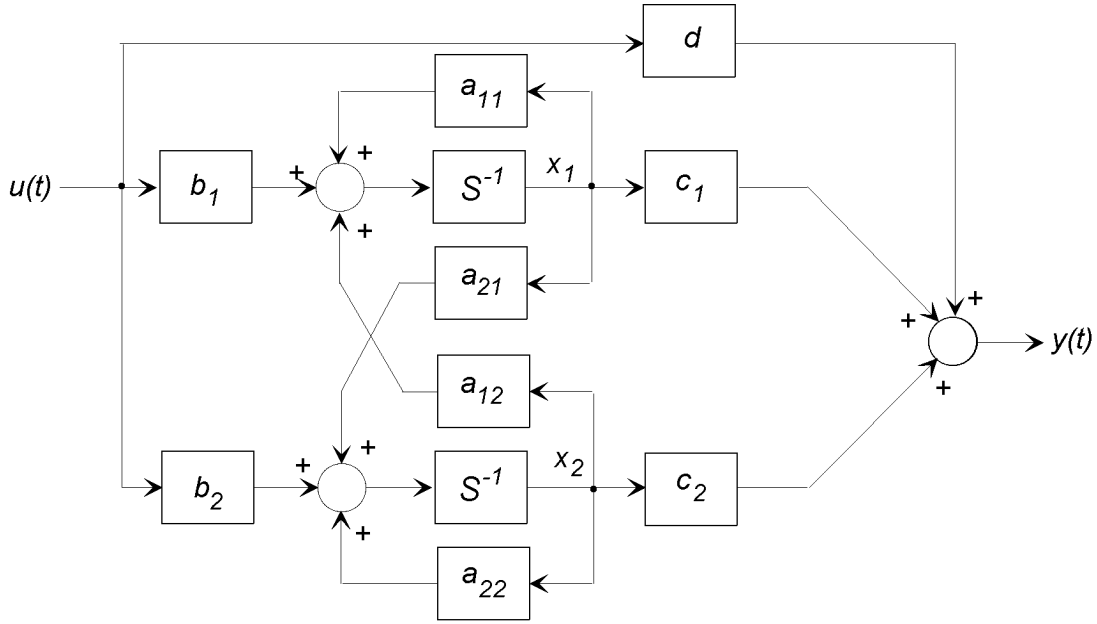 d
a₁₁
+
+
u(t)
b₁
S⁻¹
x₁
c₁
+
a₂₁
+
+
y(t)
a₁₂
+
+
+
b₂
S⁻¹
x₂
c₂
+
a₂₂